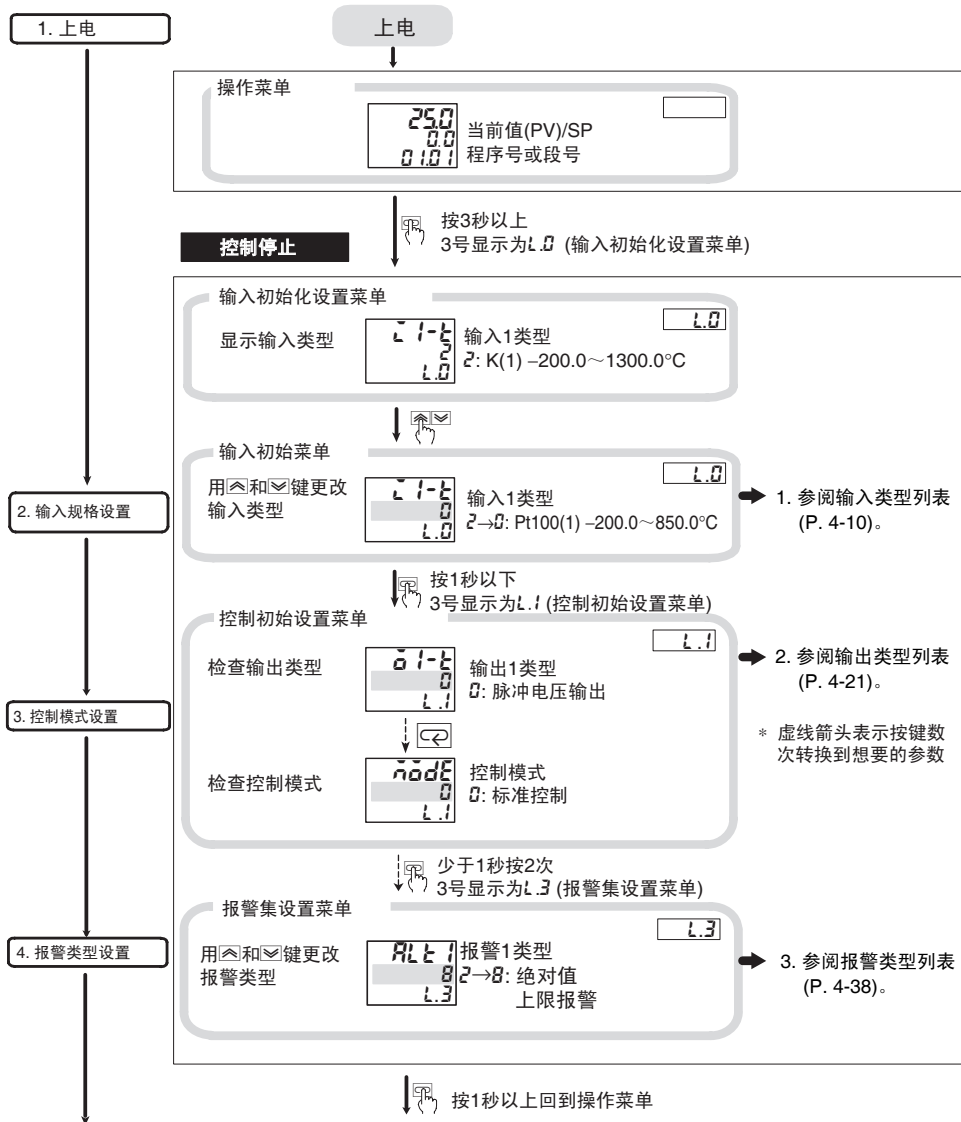 1. 上电
上电
操作菜单
25.0
0.0
01.01
当前值(PV)/SP
程序号或段号
按3秒以上
3号显示为L.0 (输入初始化设置菜单)
控制停止
输入初始化设置菜单
L.0
显示输入类型
i1-t
2
L.0
输入1类型
2: K(1) –200.0～1300.0°C
输入初始菜单
L.0
用和键更改
输入类型
i1-t
0
L.0
输入1类型
2→0: Pt100(1) –200.0～850.0°C
1. 参阅输入类型列表
(P. 4-10)。
2. 输入规格设置
按1秒以下
3号显示为L.1 (控制初始设置菜单)
控制初始设置菜单
L.1
检查输出类型
o1-t
0
L.1
输出1类型
0: 脉冲电压输出
2. 参阅输出类型列表
(P. 4-21)。
3. 控制模式设置
* 虚线箭头表示按键数
次转换到想要的参数
检查控制模式
modE
0
L.1
控制模式
0: 标准控制
少于1秒按2次
3号显示为L.3 (报警集设置菜单)
报警集设置菜单
L.3
4. 报警类型设置
用和键更改
报警类型
ALt1
8
L.3
报警1类型
2→8: 绝对值
上限报警
3. 参阅报警类型列表
(P. 4-38)。
按1秒以上回到操作菜单